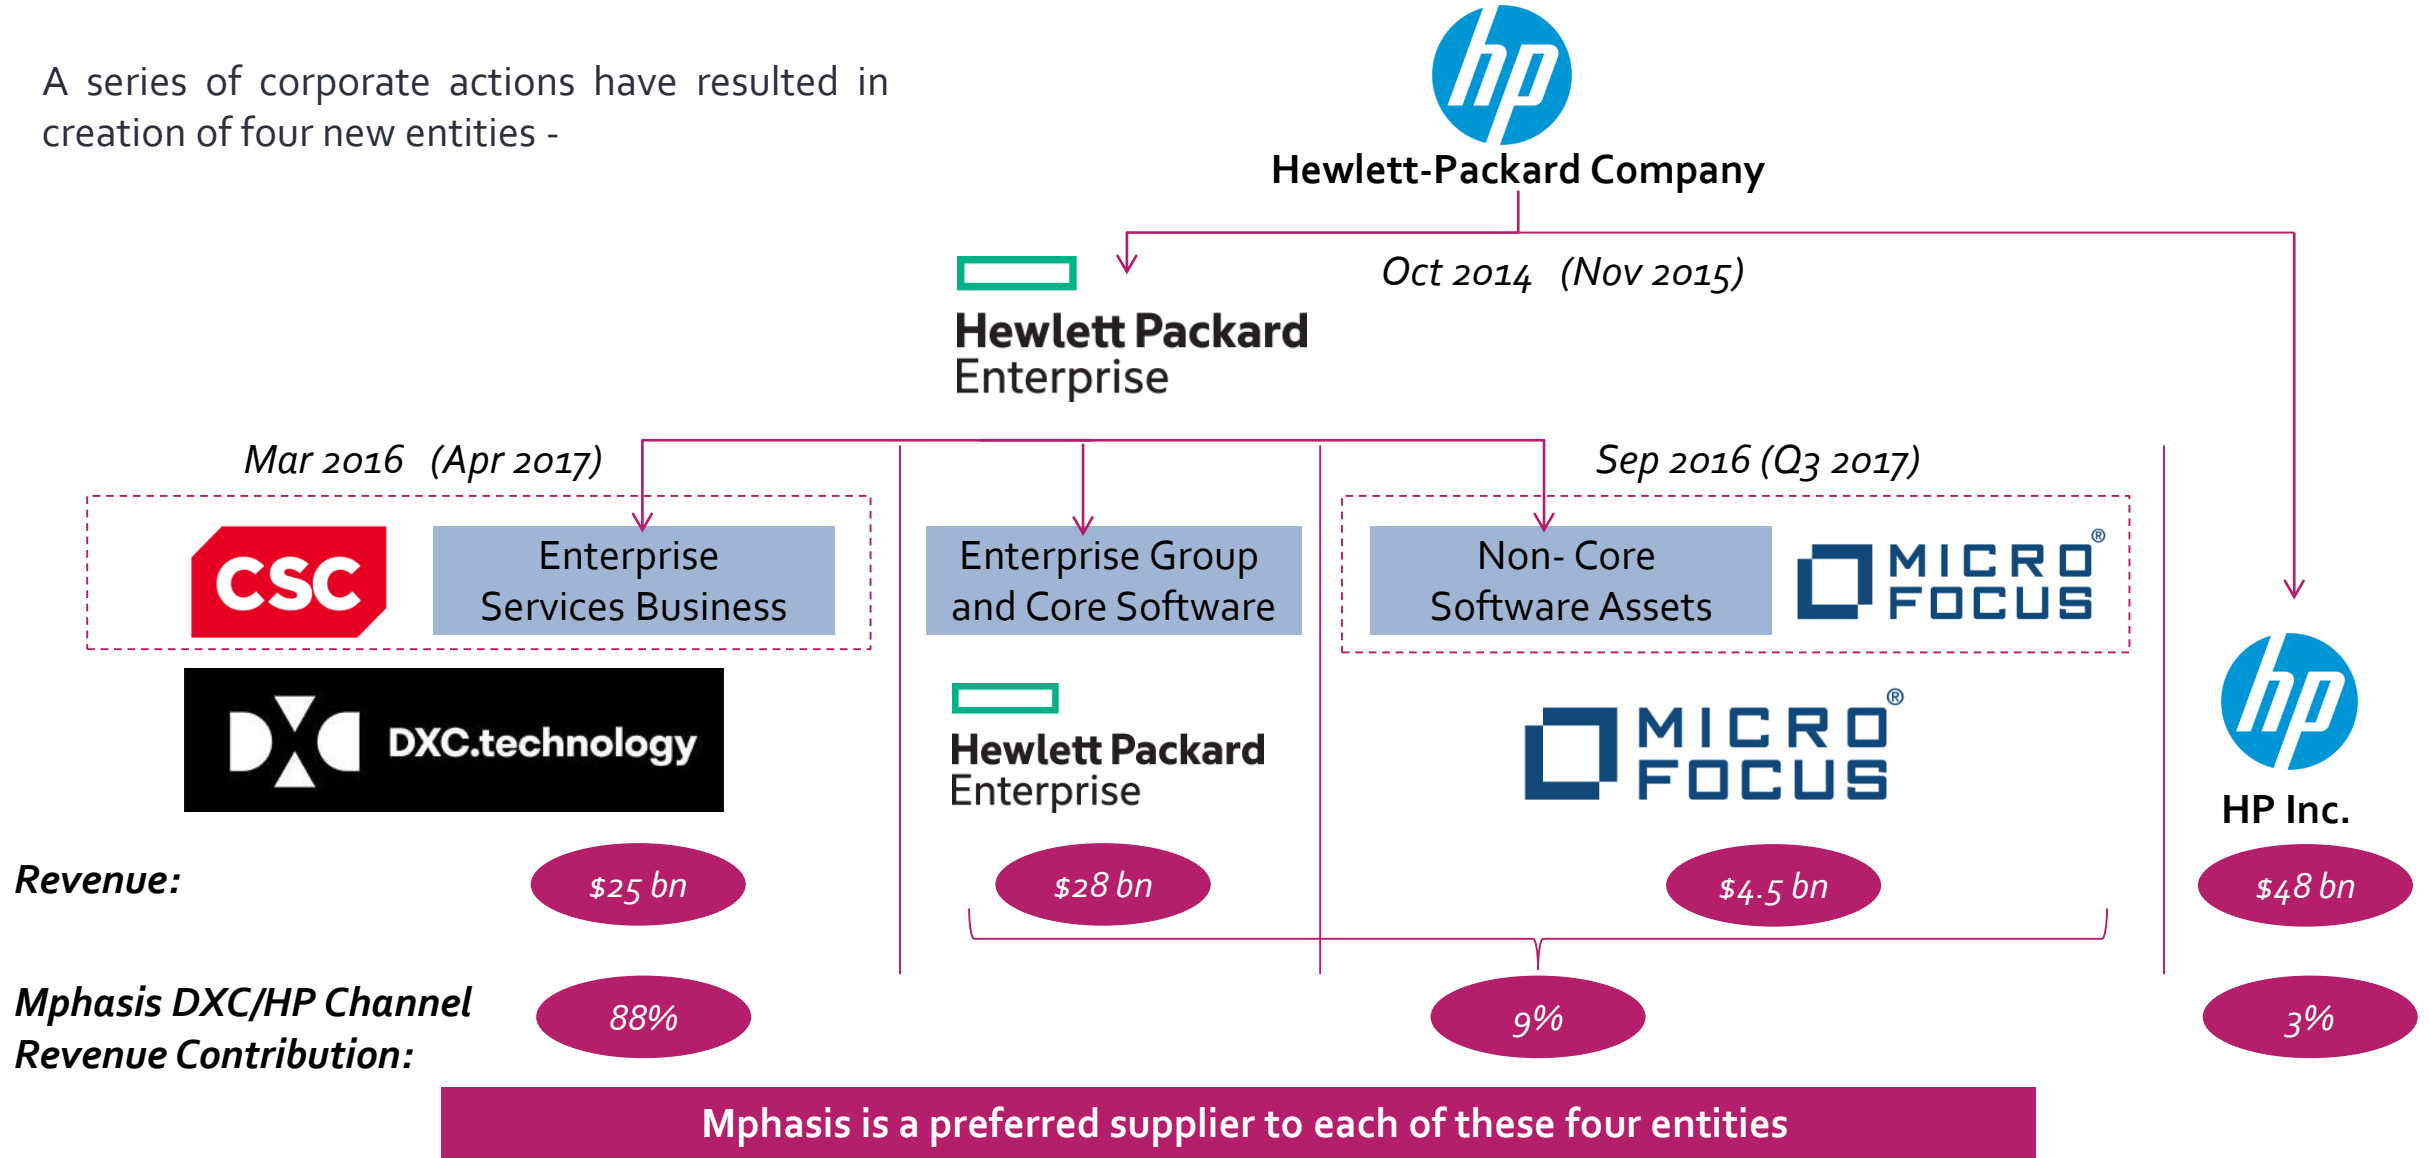 A series of corporate actions have resulted in
creation of four new entities -
hp
Hewlett-Packard Company
Oct 2014 (Nov 2015)
Hewlett Packard
Enterprise
Mar 2016 (Apr 2017)
Sep 2016 (Q3 2017)
CSC
Enterprise
Services Business
Enterprise Group
and Core Software
Non- Core
Software Assets
MICRO®
FOCUS
DXC.technology
Hewlett Packard
Enterprise
MICRO®
FOCUS
hp
HP Inc.
Revenue:
$25 bn
$28 bn
$4.5 bn
$48 bn
Mphasis DXC/HP Channel
Revenue Contribution:
88%
9%
3%
Mphasis is a preferred supplier to each of these four entities